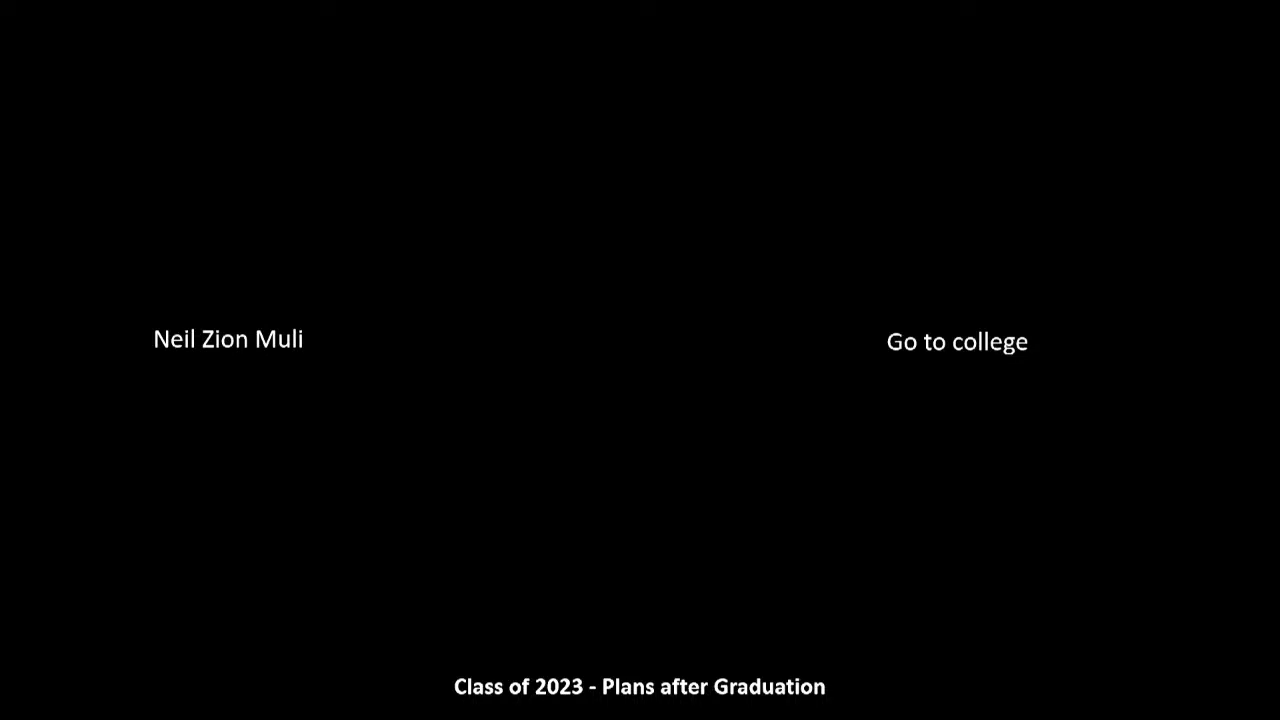 Neil Zion Muli
Go to college
Class of 2023 - Plans after Graduation